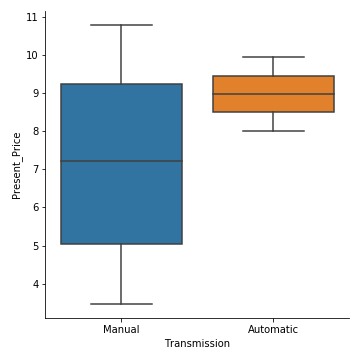 11
10
9
8
7
6
5
4
Present_Price
Manual
Automatic
Transmission